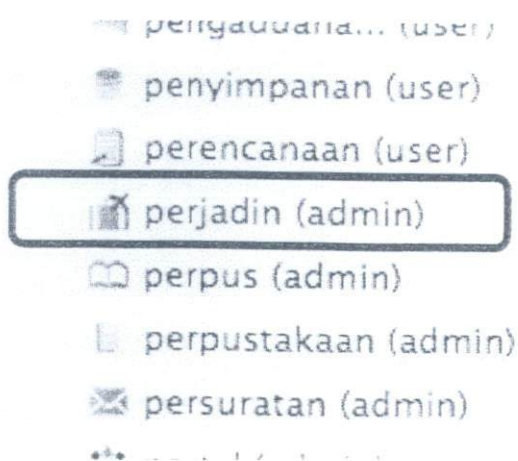 penyimpanan (user)
perencanaan (user)
perjadin (admin)
perpus (admin)
perpustakaan (admin)
persuratan (admin)